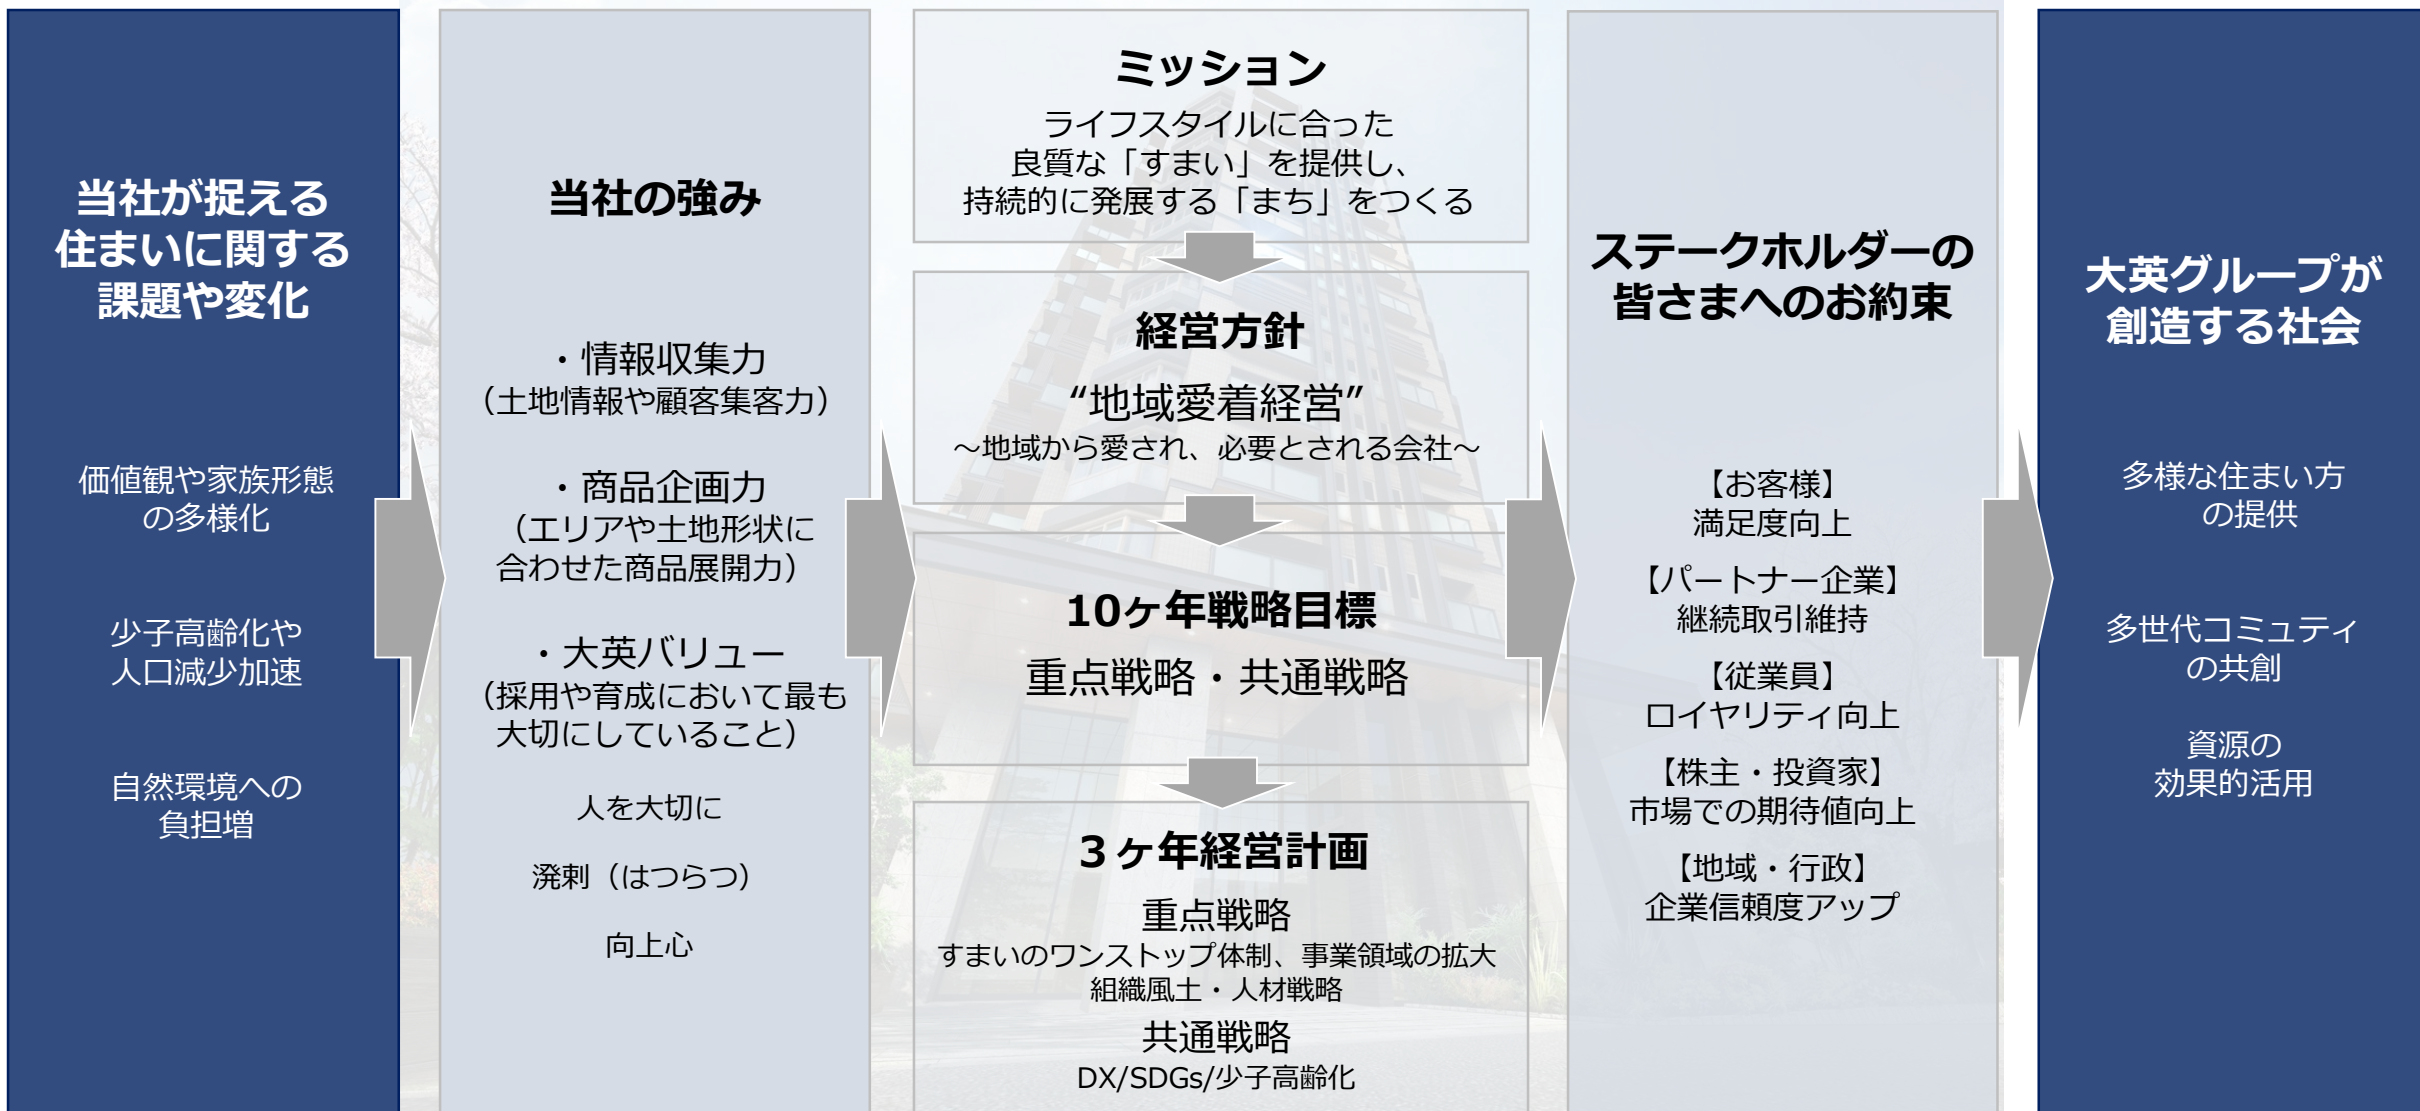 当社が捉える
住まいに関する
課題や変化
価値観や家族形態
の多様化
少子高齢化や
人口減少加速
自然環境への
負担増
当社の強み
・情報収集力
（土地情報や顧客集客力）
・商品企画力
（エリアや土地形状に
合わせた商品展開力）
・大英バリュー
（採用や育成において最も
大切にしていること）
人を大切に
溌剌（はつらつ）
向上心
ミッション
ライフスタイルに合った
良質な「すまい」を提供し、
持続的に発展する「まち」をつくる
経営方針
“地域愛着経営”
～地域から愛され、必要とされる会社～
10ヶ年戦略目標
重点戦略・共通戦略
３ヶ年経営計画
重点戦略
すまいのワンストップ体制、事業領域の拡大
組織風土・人材戦略
共通戦略
DX/SDGs/少子高齢化
ステークホルダーの
皆さまへのお約束
【お客様】
満足度向上
【パートナー企業】
継続取引維持
【従業員】
ロイヤリティ向上
【株主・投資家】
市場での期待値向上
【地域・行政】
企業信頼度アップ
大英グループが
創造する社会
多様な住まい方
の提供
多世代コミュティ
の共創
資源の
効果的活用